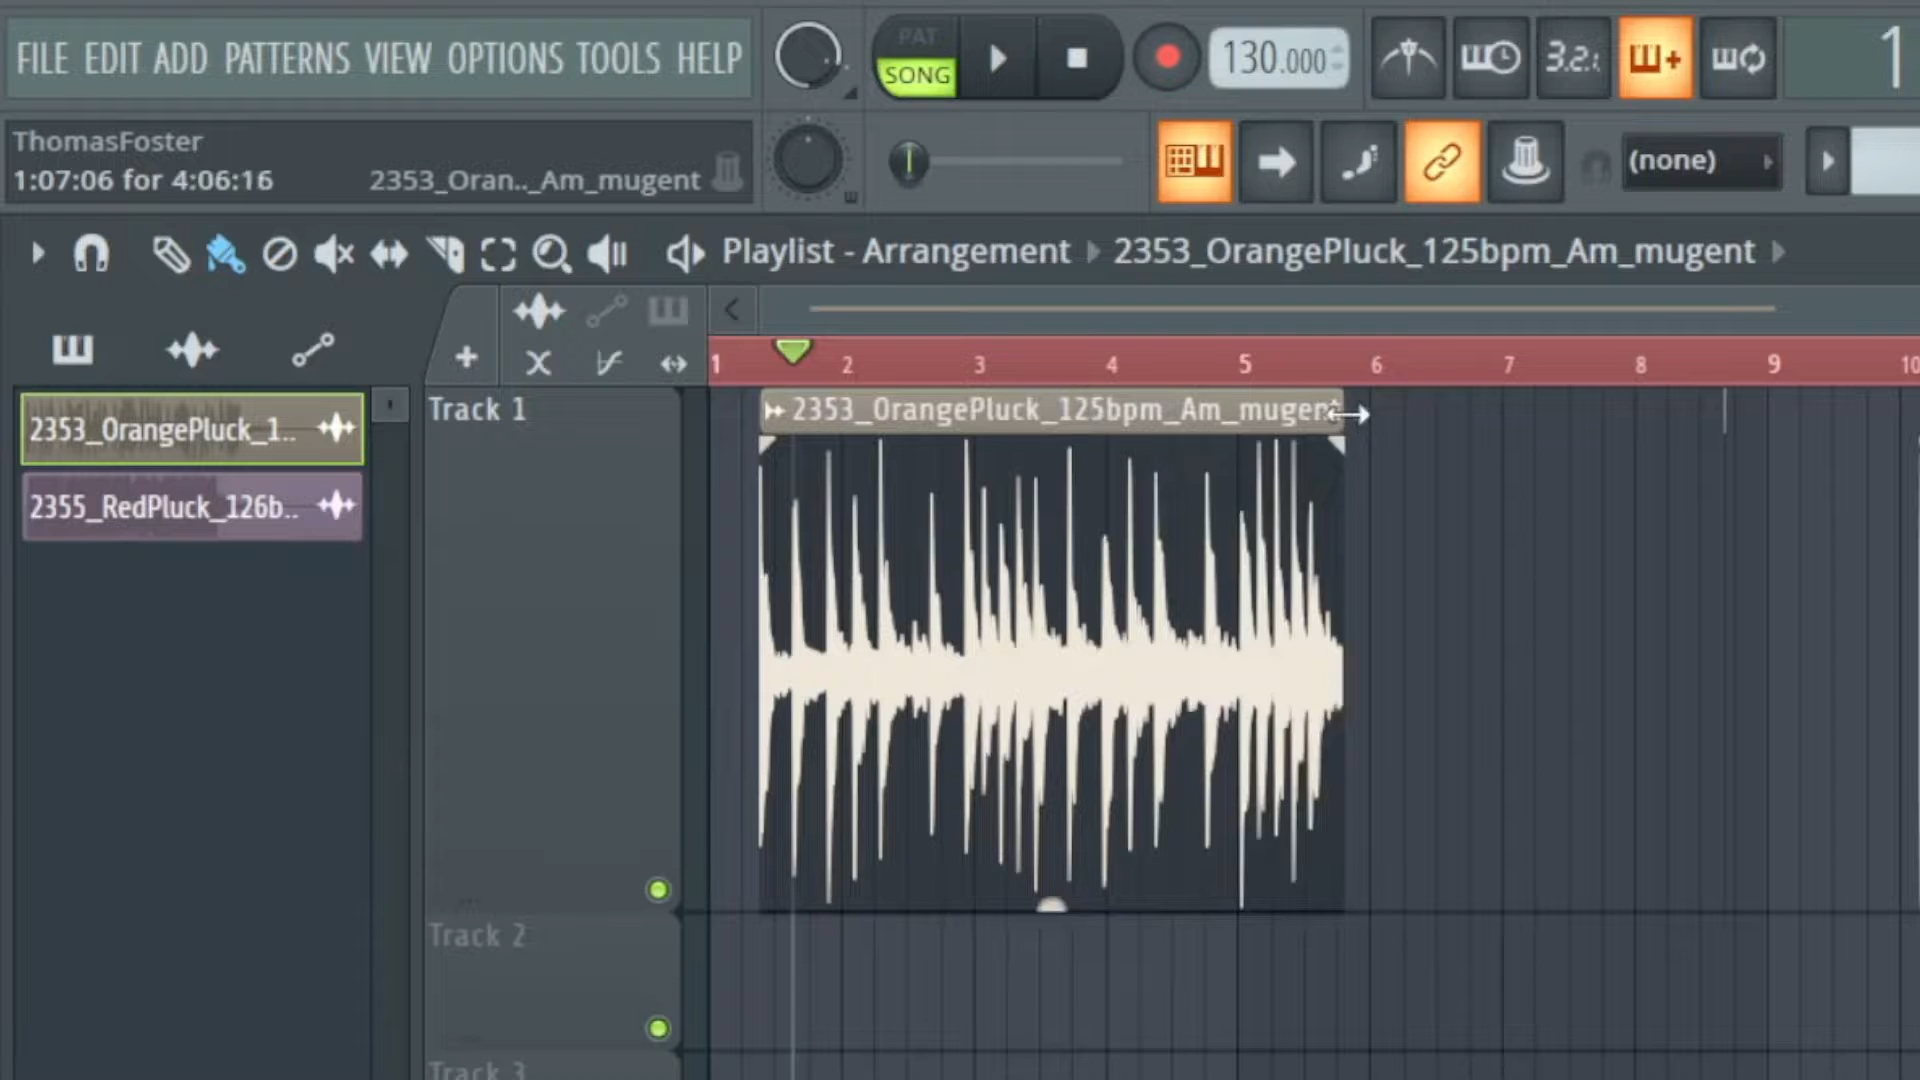 FILE EDIT ADD PATTERNS VIEW OPTIONS TOOLS HELP
PAT
SONG
130.000
3.2.
1
ThomasFoster
1:07:06 for 4:06:16
2353_Oran.._Am_mugent
(none)
Playlist - Arrangement
2353_OrangePluck_125bpm_Am_mugent
1 2 3 4 5 6 7 8 9 10
2353_OrangePluck_1..
2355_RedPluck_126b..
Track 1
2353_OrangePluck_125bpm_Am_mugent
Track 2
Track 3